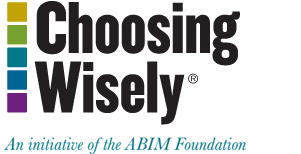 Choosing
Wisely®
An initiative of the ABIM Foundation